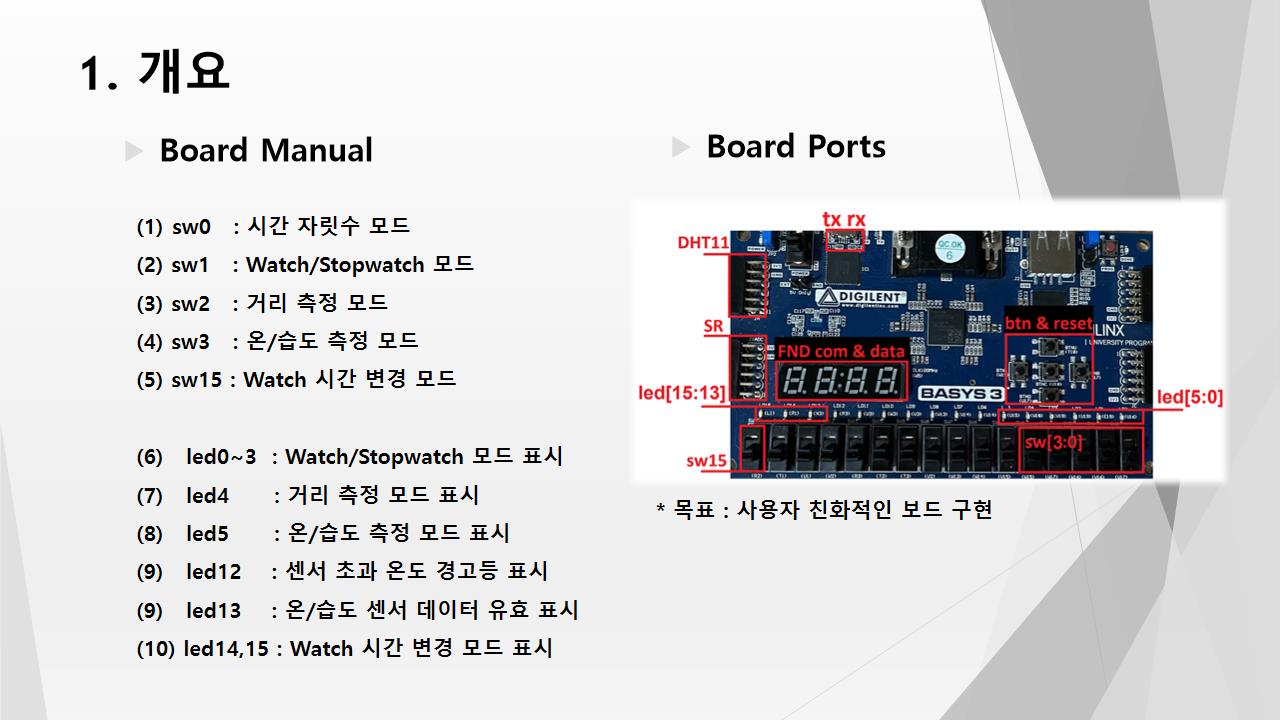 1. 개요
Board Manual
(1) sw0 : 시간 자릿수 모드
(2) sw1 : Watch/Stopwatch 모드
(3) sw2 : 거리 측정 모드
(4) sw3 : 온/습도 측정 모드
(5) sw15 : Watch 시간 변경 모드
(6) led0~3 : Watch/Stopwatch 모드 표시
(7) led4 : 거리 측정 모드 표시
(8) led5 : 온/습도 측정 모드 표시
(9) led12 : 센서 초과 온도 경고등 표시
(9) led13 : 온/습도 센서 데이터 유효 표시
(10) led14,15 : Watch 시간 변경 모드 표시
Board Ports
tx rx
DHT11
QC.OK
6
DIGILENT
www.digilentinc.com
SR
btn & reset
LINX
UNIVERSITY PROGRA
FND com & data
BASYS 3
led[15:13]
led[5:0]
sw[3:0]
sw15
* 목표 : 사용자 친화적인 보드 구현